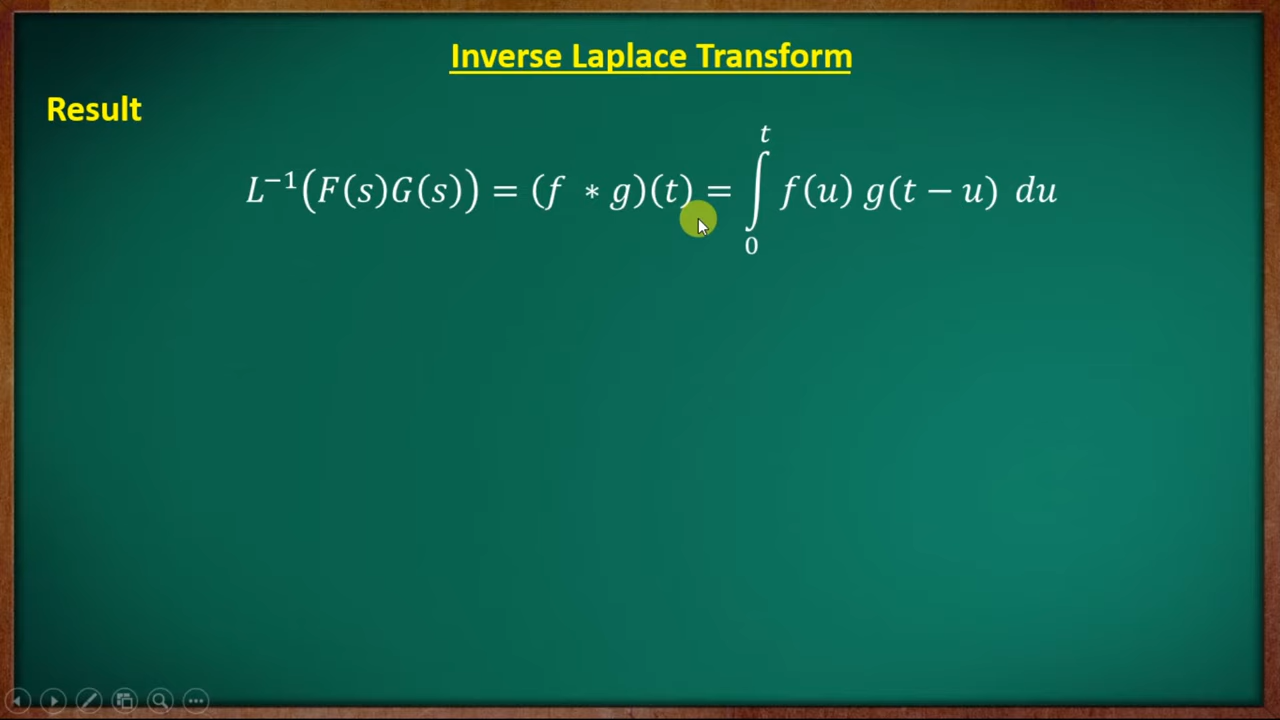 Inverse Laplace Transform
Result
L⁻¹(F(s)G(s)) = (f * g)(t) = ∫₀ᵗ f(u) g(t − u) du